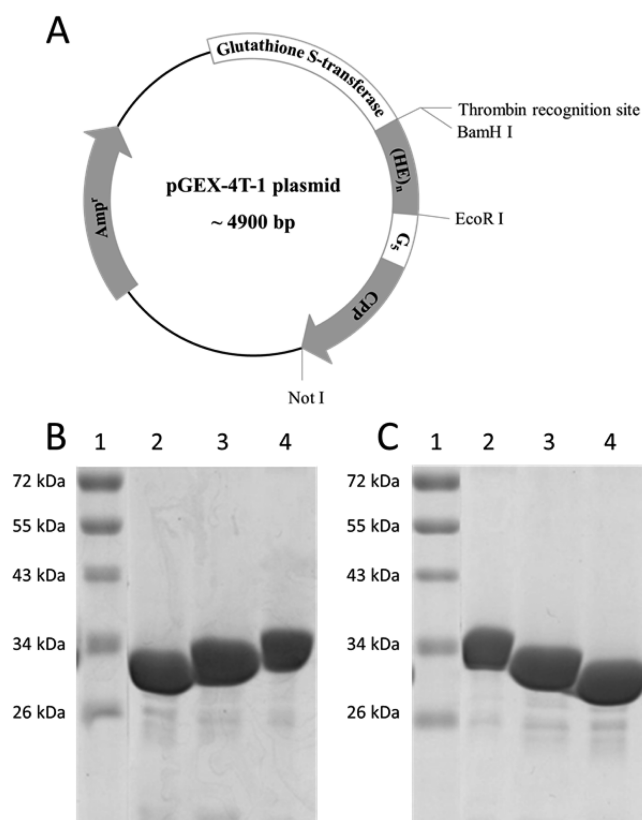 A
Glutathione S-transferase
Thrombin recognition site
BamH I
(HE)n
pGEX-4T-1 plasmid
~ 4900 bp
Ampr
EcoR I
G5
CPP
Not I
B 1 2 3 4
72 kDa
55 kDa
43 kDa
34 kDa
26 kDa
C 1 2 3 4
72 kDa
55 kDa
43 kDa
34 kDa
26 kDa